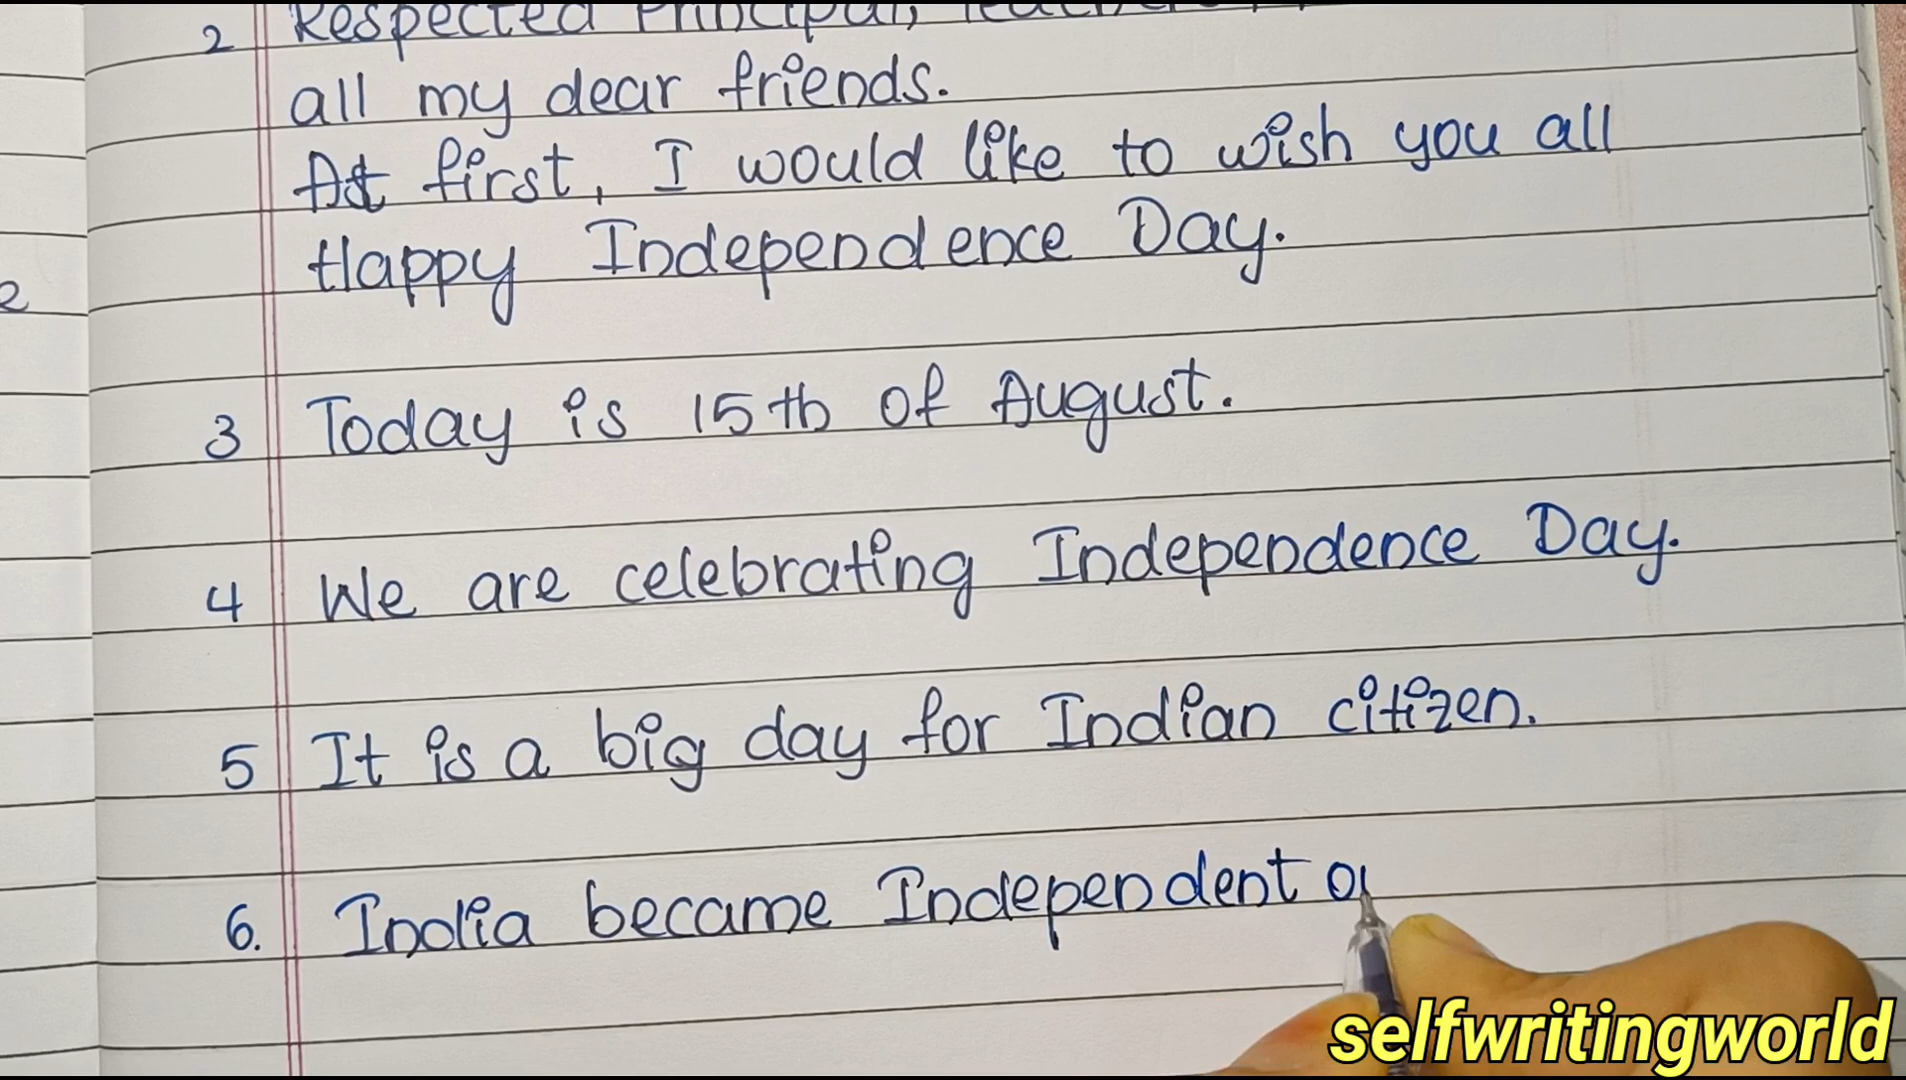 2 Respected Principal, Teachers
all my dear friends.
At first, I would like to wish you all
Happy Independence Day.
3 Today is 15th of August.
4 We are celebrating Independence Day.
5 It is a big day for Indian citizen.
6. India became Independent o
e
selfwritingworld